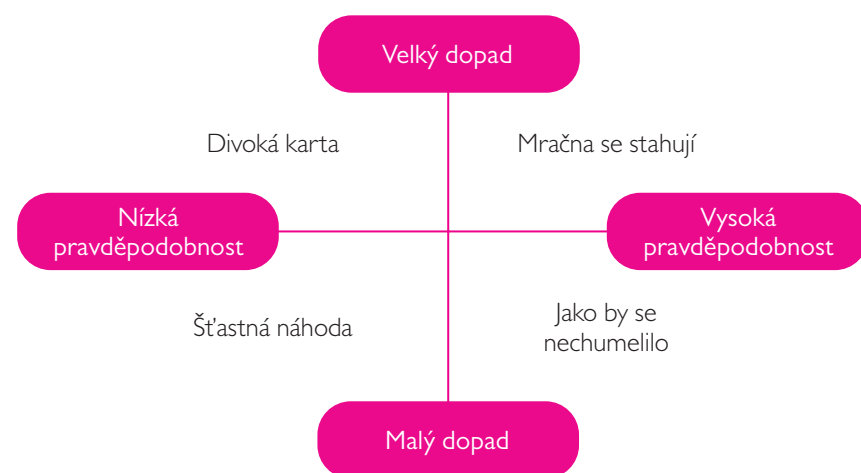 Velký dopad
Divoká karta
Mračna se stahují
Nízká
pravděpodobnost
Vysoká
pravděpodobnost
Šťastná náhoda
Jako by se
nechumelilo
Malý dopad